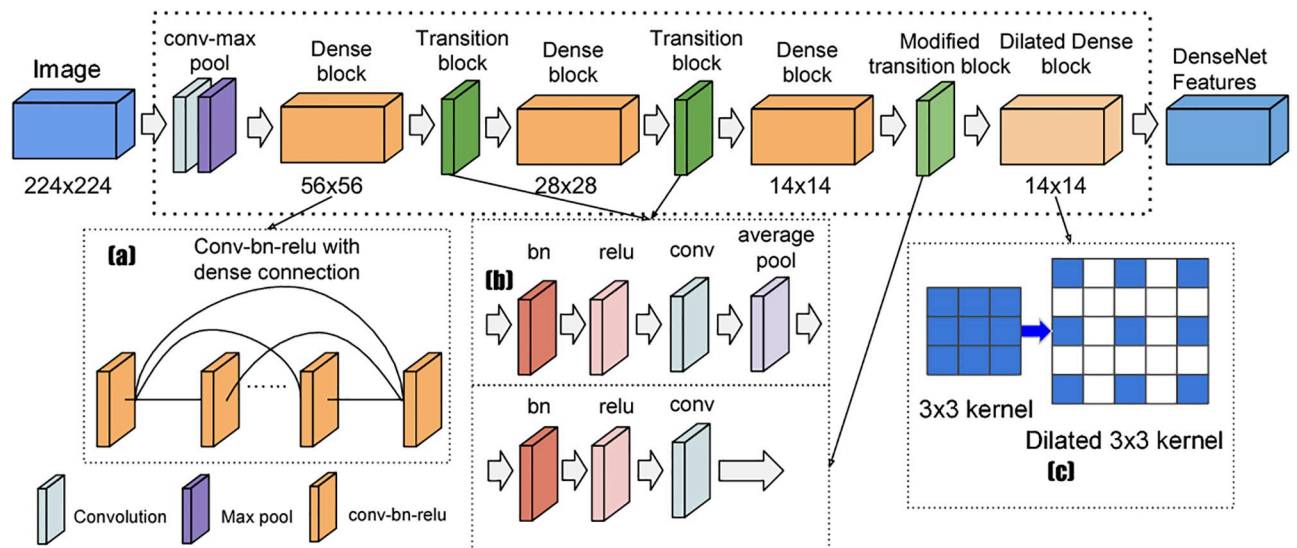 Image
conv-max
pool
Dense
block
Transition
block
Dense
block
Transition
block
Dense
block
Modified
transition block
Dilated Dense
block
DenseNet
Features
224x224
56x56
28x28
14x14
14x14
(a)
Conv-bn-relu with
dense connection
......
(b)
bn
relu
conv
average
pool
bn
relu
conv
3x3 kernel
Dilated 3x3 kernel
(c)
Convolution
Max pool
conv-bn-relu